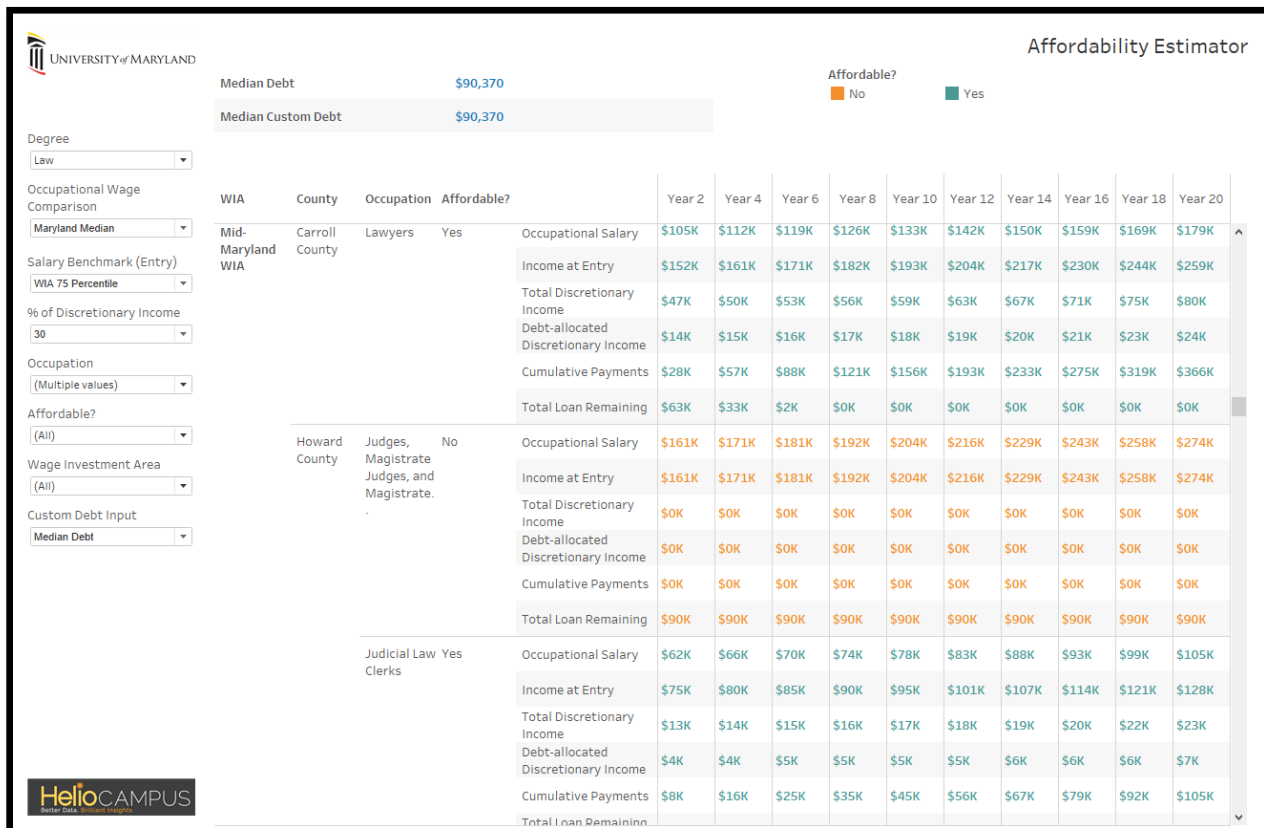 UNIVERSITY of MARYLAND
Affordability Estimator
Median Debt $90,370
Median Custom Debt $90,370
Affordable?
No Yes
Degree
Law
Occupational Wage
Comparison
Maryland Median
Salary Benchmark (Entry)
WIA 75 Percentile
% of Discretionary Income
30
Occupation
(Multiple values)
Affordable?
(All)
Wage Investment Area
(All)
Custom Debt Input
Median Debt
HelioCAMPUS
Better Data. Brilliant Insights.
WIA County Occupation Affordable? Year 2 Year 4 Year 6 Year 8 Year 10 Year 12 Year 14 Year 16 Year 18 Year 20
Mid-
Maryland
WIA
Carroll
County
Lawyers Yes
Occupational Salary $105K $112K $119K $126K $133K $142K $150K $159K $169K $179K
Income at Entry $152K $161K $171K $182K $193K $204K $217K $230K $244K $259K
Total Discretionary
Income $47K $50K $53K $56K $59K $63K $67K $71K $75K $80K
Debt-allocated
Discretionary Income $14K $15K $16K $17K $18K $19K $20K $21K $23K $24K
Cumulative Payments $28K $57K $88K $121K $156K $193K $233K $275K $319K $366K
Total Loan Remaining $63K $33K $2K $0K $0K $0K $0K $0K $0K $0K
Howard
County
Judges,
Magistrate
Judges, and
Magistrate.
.
No
Occupational Salary $161K $171K $181K $192K $204K $216K $229K $243K $258K $274K
Income at Entry $161K $171K $181K $192K $204K $216K $229K $243K $258K $274K
Total Discretionary
Income $0K $0K $0K $0K $0K $0K $0K $0K $0K $0K
Debt-allocated
Discretionary Income $0K $0K $0K $0K $0K $0K $0K $0K $0K $0K
Cumulative Payments $0K $0K $0K $0K $0K $0K $0K $0K $0K $0K
Total Loan Remaining $90K $90K $90K $90K $90K $90K $90K $90K $90K $90K
Judicial Law
Clerks
Yes
Occupational Salary $62K $66K $70K $74K $78K $83K $88K $93K $99K $105K
Income at Entry $75K $80K $85K $90K $95K $101K $107K $114K $121K $128K
Total Discretionary
Income $13K $14K $15K $16K $17K $18K $19K $20K $22K $23K
Debt-allocated
Discretionary Income $4K $4K $5K $5K $5K $5K $6K $6K $6K $7K
Cumulative Payments $8K $16K $25K $35K $45K $56K $67K $79K $92K $105K
Total Loan Remaining